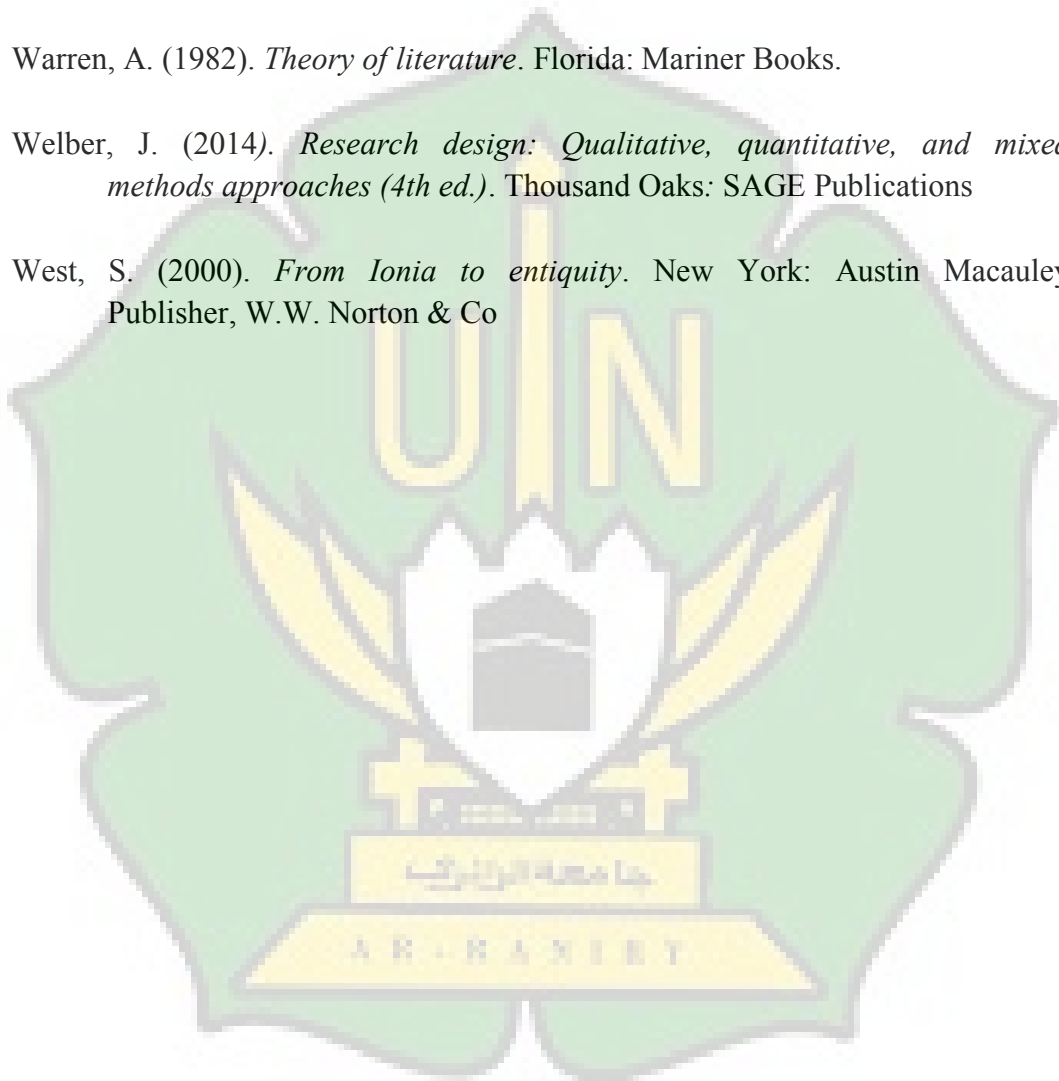 Warren, A. (1982). Theory of literature. Florida: Mariner Books.
Welber, J. (2014). Research design: Qualitative, quantitative, and mixed
methods approaches (4th ed.). Thousand Oaks: SAGE Publications
West, S. (2000). From Ionia to entiquity. New York: Austin Macauley
Publisher, W.W. Norton & Co
U I N
جامعة الرانيري
AR-RANIRY